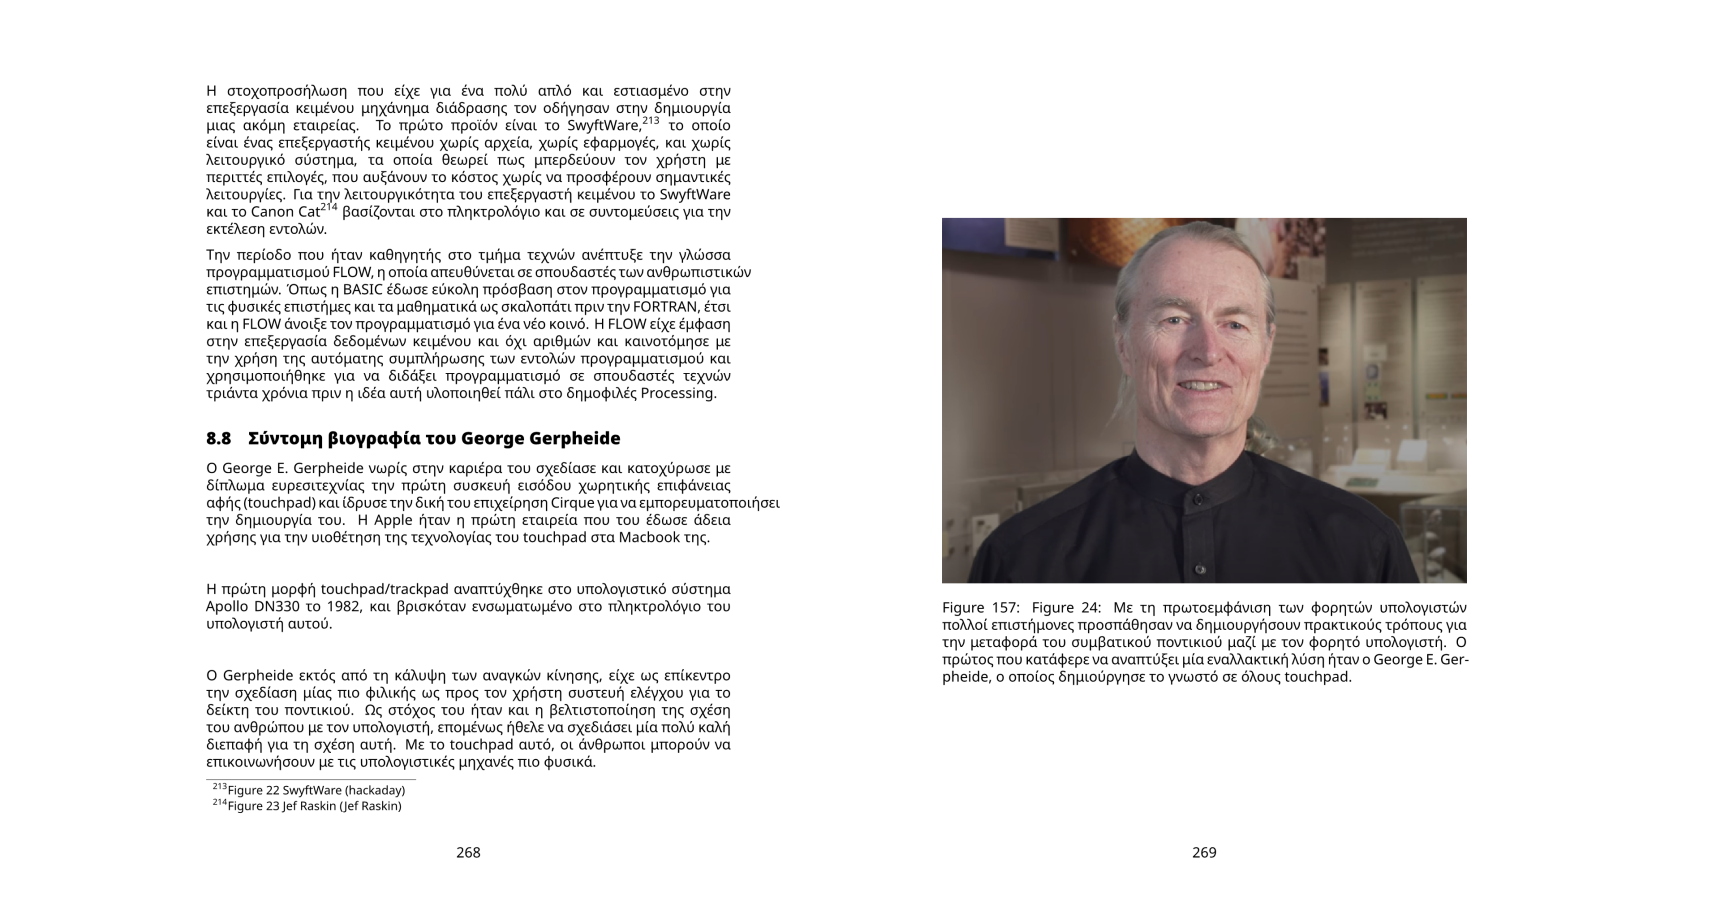 Η στοχοπροσήλωση που είχε για ένα πολύ απλό και εστιασμένο στην
επεξεργασία κειμένου μηχάνημα διάδρασης τον οδήγησαν στην δημιουργία
μιας ακόμη εταιρείας. Το πρώτο προϊόν είναι το SwyftWare,213 το οποίο
είναι ένας επεξεργαστής κειμένου χωρίς αρχεία, χωρίς εφαρμογές, και χωρίς
λειτουργικό σύστημα, τα οποία θεωρεί πως μπερδεύουν τον χρήστη με
περιττές επιλογές, που αυξάνουν το κόστος χωρίς να προσφέρουν σημαντικές
λειτουργίες. Για την λειτουργικότητα του επεξεργαστή κειμένου το SwyftWare
και το Canon Cat214 βασίζονται στο πληκτρολόγιο και σε συντομεύσεις για την
εκτέλεση εντολών.
Την περίοδο που ήταν καθηγητής στο τμήμα τεχνών ανέπτυξε την γλώσσα
προγραμματισμού FLOW, η οποία απευθύνεται σε σπουδαστές των ανθρωπιστικών
επιστημών. Όπως η BASIC έδωσε εύκολη πρόσβαση στον προγραμματισμό για
τις φυσικές επιστήμες και τα μαθηματικά ως σκαλοπάτι πριν την FORTRAN, έτσι
και η FLOW άνοιξε τον προγραμματισμό για ένα νέο κοινό. Η FLOW είχε έμφαση
στην επεξεργασία δεδομένων κειμένου και όχι αριθμών και καινοτόμησε με
την χρήση της αυτόματης συμπλήρωσης των εντολών προγραμματισμού και
χρησιμοποιήθηκε για να διδάξει προγραμματισμό σε σπουδαστές τεχνών
τριάντα χρόνια πριν η ιδέα αυτή υλοποιηθεί πάλι στο δημοφιλές Processing.
8.8 Σύντομη βιογραφία του George Gerpheide
Ο George E. Gerpheide νωρίς στην καριέρα του σχεδίασε και κατοχύρωσε με
δίπλωμα ευρεσιτεχνίας την πρώτη συσκευή εισόδου χωρητικής επιφάνειας
αφής (touchpad) και ίδρυσε την δική του επιχείρηση Cirque για να εμπορευματοποιήσει
την δημιουργία του. Η Apple ήταν η πρώτη εταιρεία που του έδωσε άδεια
χρήσης για την υιοθέτηση της τεχνολογίας του touchpad στα Macbook της.
Η πρώτη μορφή touchpad/trackpad αναπτύχθηκε στο υπολογιστικό σύστημα
Apollo DN330 το 1982, και βρισκόταν ενσωματωμένο στο πληκτρολόγιο του
υπολογιστή αυτού.
Ο Gerpheide εκτός από τη κάλυψη των αναγκών κίνησης, είχε ως επίκεντρο
την σχεδίαση μίας πιο φιλικής ως προς τον χρήστη συστευή ελέγχου για το
δείκτη του ποντικιού. Ως στόχος του ήταν και η βελτιστοποίηση της σχέση
του ανθρώπου με τον υπολογιστή, επομένως ήθελε να σχεδιάσει μία πολύ καλή
διεπαφή για τη σχέση αυτή. Με το touchpad αυτό, οι άνθρωποι μπορούν να
επικοινωνήσουν με τις υπολογιστικές μηχανές πιο φυσικά.
213Figure 22 SwyftWare (hackaday)
214Figure 23 Jef Raskin (Jef Raskin)
268
Figure 157: Figure 24: Με τη πρωτοεμφάνιση των φορητών υπολογιστών
πολλοί επιστήμονες προσπάθησαν να δημιουργήσουν πρακτικούς τρόπους για
την μεταφορά του συμβατικού ποντικιού μαζί με τον φορητό υπολογιστή. Ο
πρώτος που κατάφερε να αναπτύξει μία εναλλακτική λύση ήταν ο George E. Ger-
pheide, ο οποίος δημιούργησε το γνωστό σε όλους touchpad.
269